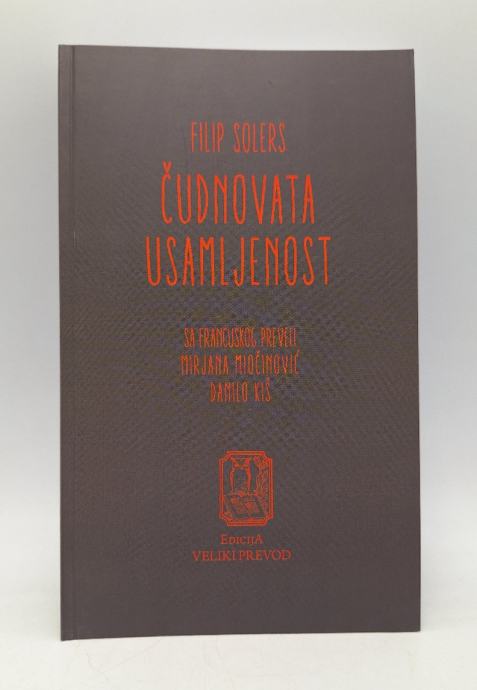 FILIP SOLERS
ČUDNOVATA
USAMLJENOST
SA FRANCUSKOG PREVELI
MIRJANA MIOČINOVIĆ
DANILO KIŠ
EDICIJA
VELIKI PREVOD